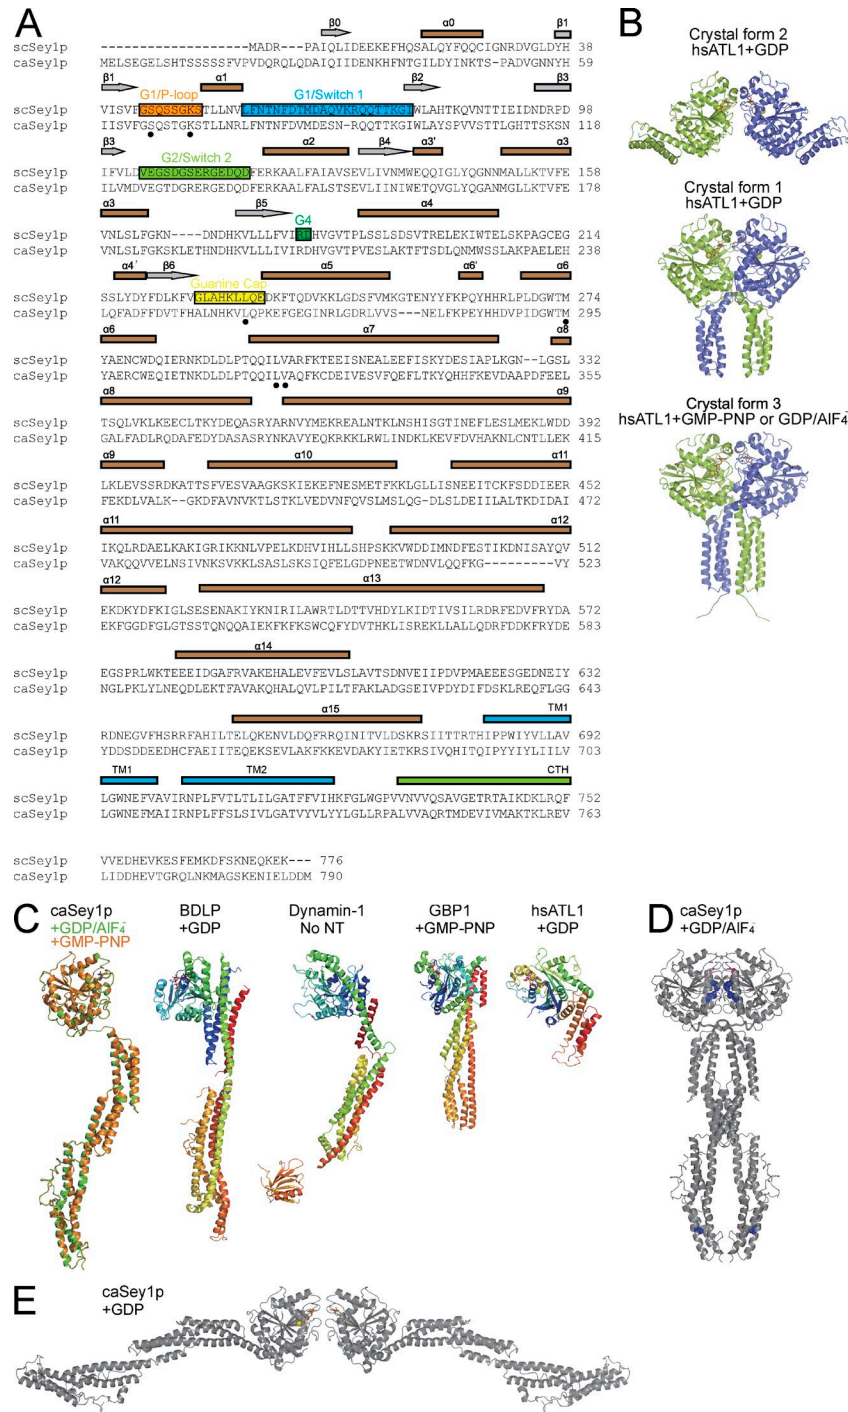 A
β0 α0 β1
scSey1p ------------------MADR---PAIQLIDEEKEFHQSALQYFQQCIGNRDVGLDYH 38
caSey1p MELSEGELSHTSSSSSFVPVDQRQLQDAIQIIDENKHFNTGILDYINKTS-PADVGNNYH 59
β1 G1/P-loop α1 G1/Switch 1 β2 β3
scSey1p VISVFGSQSSGKSTLLNVLFNTNFDTMDAQVKRQQTTKGIWLAHTKQVNTTIEIDNDRPD 98
caSey1p IISVFGSQSTGKSTLLNRLFNTNFDVMDESN-RQQTTKGIWLAYSPVVSTTLGHTTSKSN 118
β3 G2/Switch 2 α2 β4 α3' α3
scSey1p IFVLDVEGSDGSERGEDQDFERKAALFAIAVSEVLIVNMWEQQIGLYQGNNMALLKTVFE 158
caSey1p ILVMDVEGTDGRERGEDQDFERKAALFALSTSEVLIINIWETQVGLYQGANMGLLKTVFE 178
α3 β5 G4 α4
scSey1p VNLSLFGKN----DNDHKVLLLFVIRDHVGVTPLSSLSDSVTRELEKIWTELSKPAGCEG 214
caSey1p VNLSLFGKSKLETHNDHKVLLLIVIRDHVGVTPVESLAKTFTSDLQNMWSSLAKPAELEH 238
α4' β6 Guanine Cap α5 α6' α6
scSey1p SSLYDYFDLKFVGLAHKLLQEDKFTQDVKKLGDSFVMKGTENYYFKPQYHHRLPLDGWTM 274
caSey1p LQFADFFDVTFHALNHKVLQPKEFGEGINRLGDRLVVS---NELFKPEYHHDVPIDGWTM 295
α6 α7 α8
scSey1p YAENCWDQIERNKDLDLPTQQILVARFKTEEISNEALEEFISKYDESIAPLKGN--LGSL 332
caSey1p YAERCWEQIETNKDLDLPTQQILVAQFKCDEIVESVFQEFLTKYQHHFKEVDAAPDFEEL 355
α8 α9
scSey1p TSQLVKLKEECLTKYDEQASRYARNVYMEKREALNTKLNSHISGTINEFLESLMEKLWDD 392
caSey1p GALFADLRQDAFEDYDASASRYNKAVYEQKRKKLRWLINDKLKEVFDVHAKNLCNTLLEK 415
α9 α10 α11
scSey1p LKLEVSSRDKATTSFVESVAAGKSKIEKEFNESMETFKKLGLLISNEEITCKFSDDIEER 452
caSey1p FEKDLVALK--GKDFAVNVKTLSTKLVEDVNFQVSLMSLQG-DLSLDEIILALTKDIDAI 472
α11 α12
scSey1p IKQLRDAELKAKIGRIKKNLVPELKDHVIHLLSHPSKKVWDDIMNDFESTIKDNISAYQV 512
caSey1p VAKQQVVELNSIVNKSVKKLSASLSKSIQFELGDPNEETWDNVLQQFKG---------VY 523
α12 α13
scSey1p EKDKYDFKIGLSESENAKIYKNIRILAWRTLDTTVHDYLKIDTIVSILRDRFEDVFRYDA 572
caSey1p EKFGGDFGLGTSSTQNQQAIEKFKFKSWCQFYDVTHKLISREKLLALLQDRFDDKFRYDE 583
α14
scSey1p EGSPRLWKTEEEIDGAFRVAKEHALEVFEVLSLAVTSDNVEIIPDVPMAEEESGEDNEIY 632
caSey1p NGLPKLYLNEQDLEKTFAVAKQHALQVLPILTFAKLADGSEIVPDYDIFDSKLREQFLGG 643
α15 TM1
scSey1p RDNEGVFHSRRFAHILTELQKENVLDQFRRQINITVLDSKRSIITTRTHIPPWIYVLLAV 692
caSey1p YDDSDDEEDHCFAEIITEQEKSEVLAKFKKEVDAKYIETKRSIVQHITQIPYYIYLIILV 703
TM1 TM2 CTH
scSey1p LGWNEFVAVIRNPLFVTLTLILGATFFVIHKFGLWGPVVNVVQSAVGETRTAIKDKLRQF 752
caSey1p LGWNEFMAIIRNPLFFSLSIVLGATVYVLYYLGLLRPALVVAQRTMDEVIVMAKTKLREV 763
scSey1p VVEDHEVKESFEMKDFSKNEQKEK--- 776
caSey1p LIDDHEVTGRQLNKMAGSKENIELDDM 790
B
Crystal form 2
hsATL1+GDP
Crystal form 1
hsATL1+GDP
Crystal form 3
hsATL1+GMP-PNP or GDP/AlF4-
C
caSey1p
+GDP/AlF4-
+GMP-PNP
BDLP
+GDP
Dynamin-1
No NT
GBP1
+GMP-PNP
hsATL1
+GDP
D
caSey1p
+GDP/AlF4-
E
caSey1p
+GDP